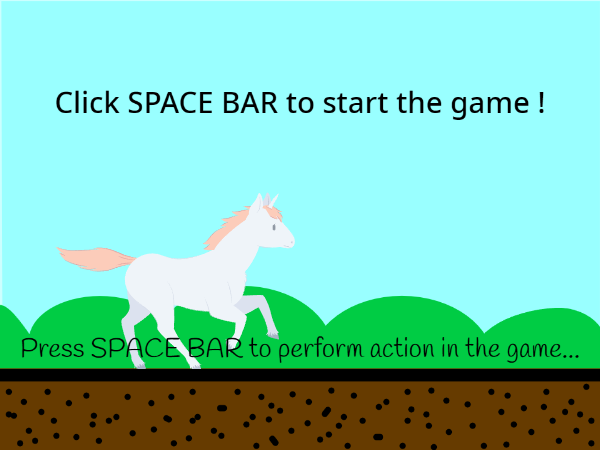 Click SPACE BAR to start the game !
Press SPACE BAR to perform action in the game...